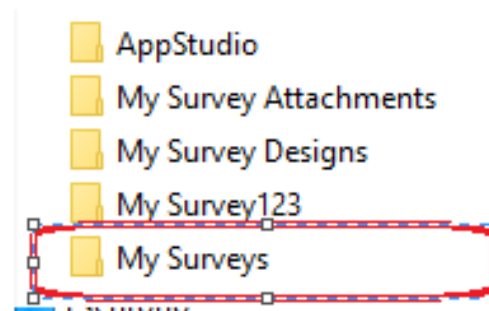 AppStudio
My Survey Attachments
My Survey Designs
My Survey123
My Surveys